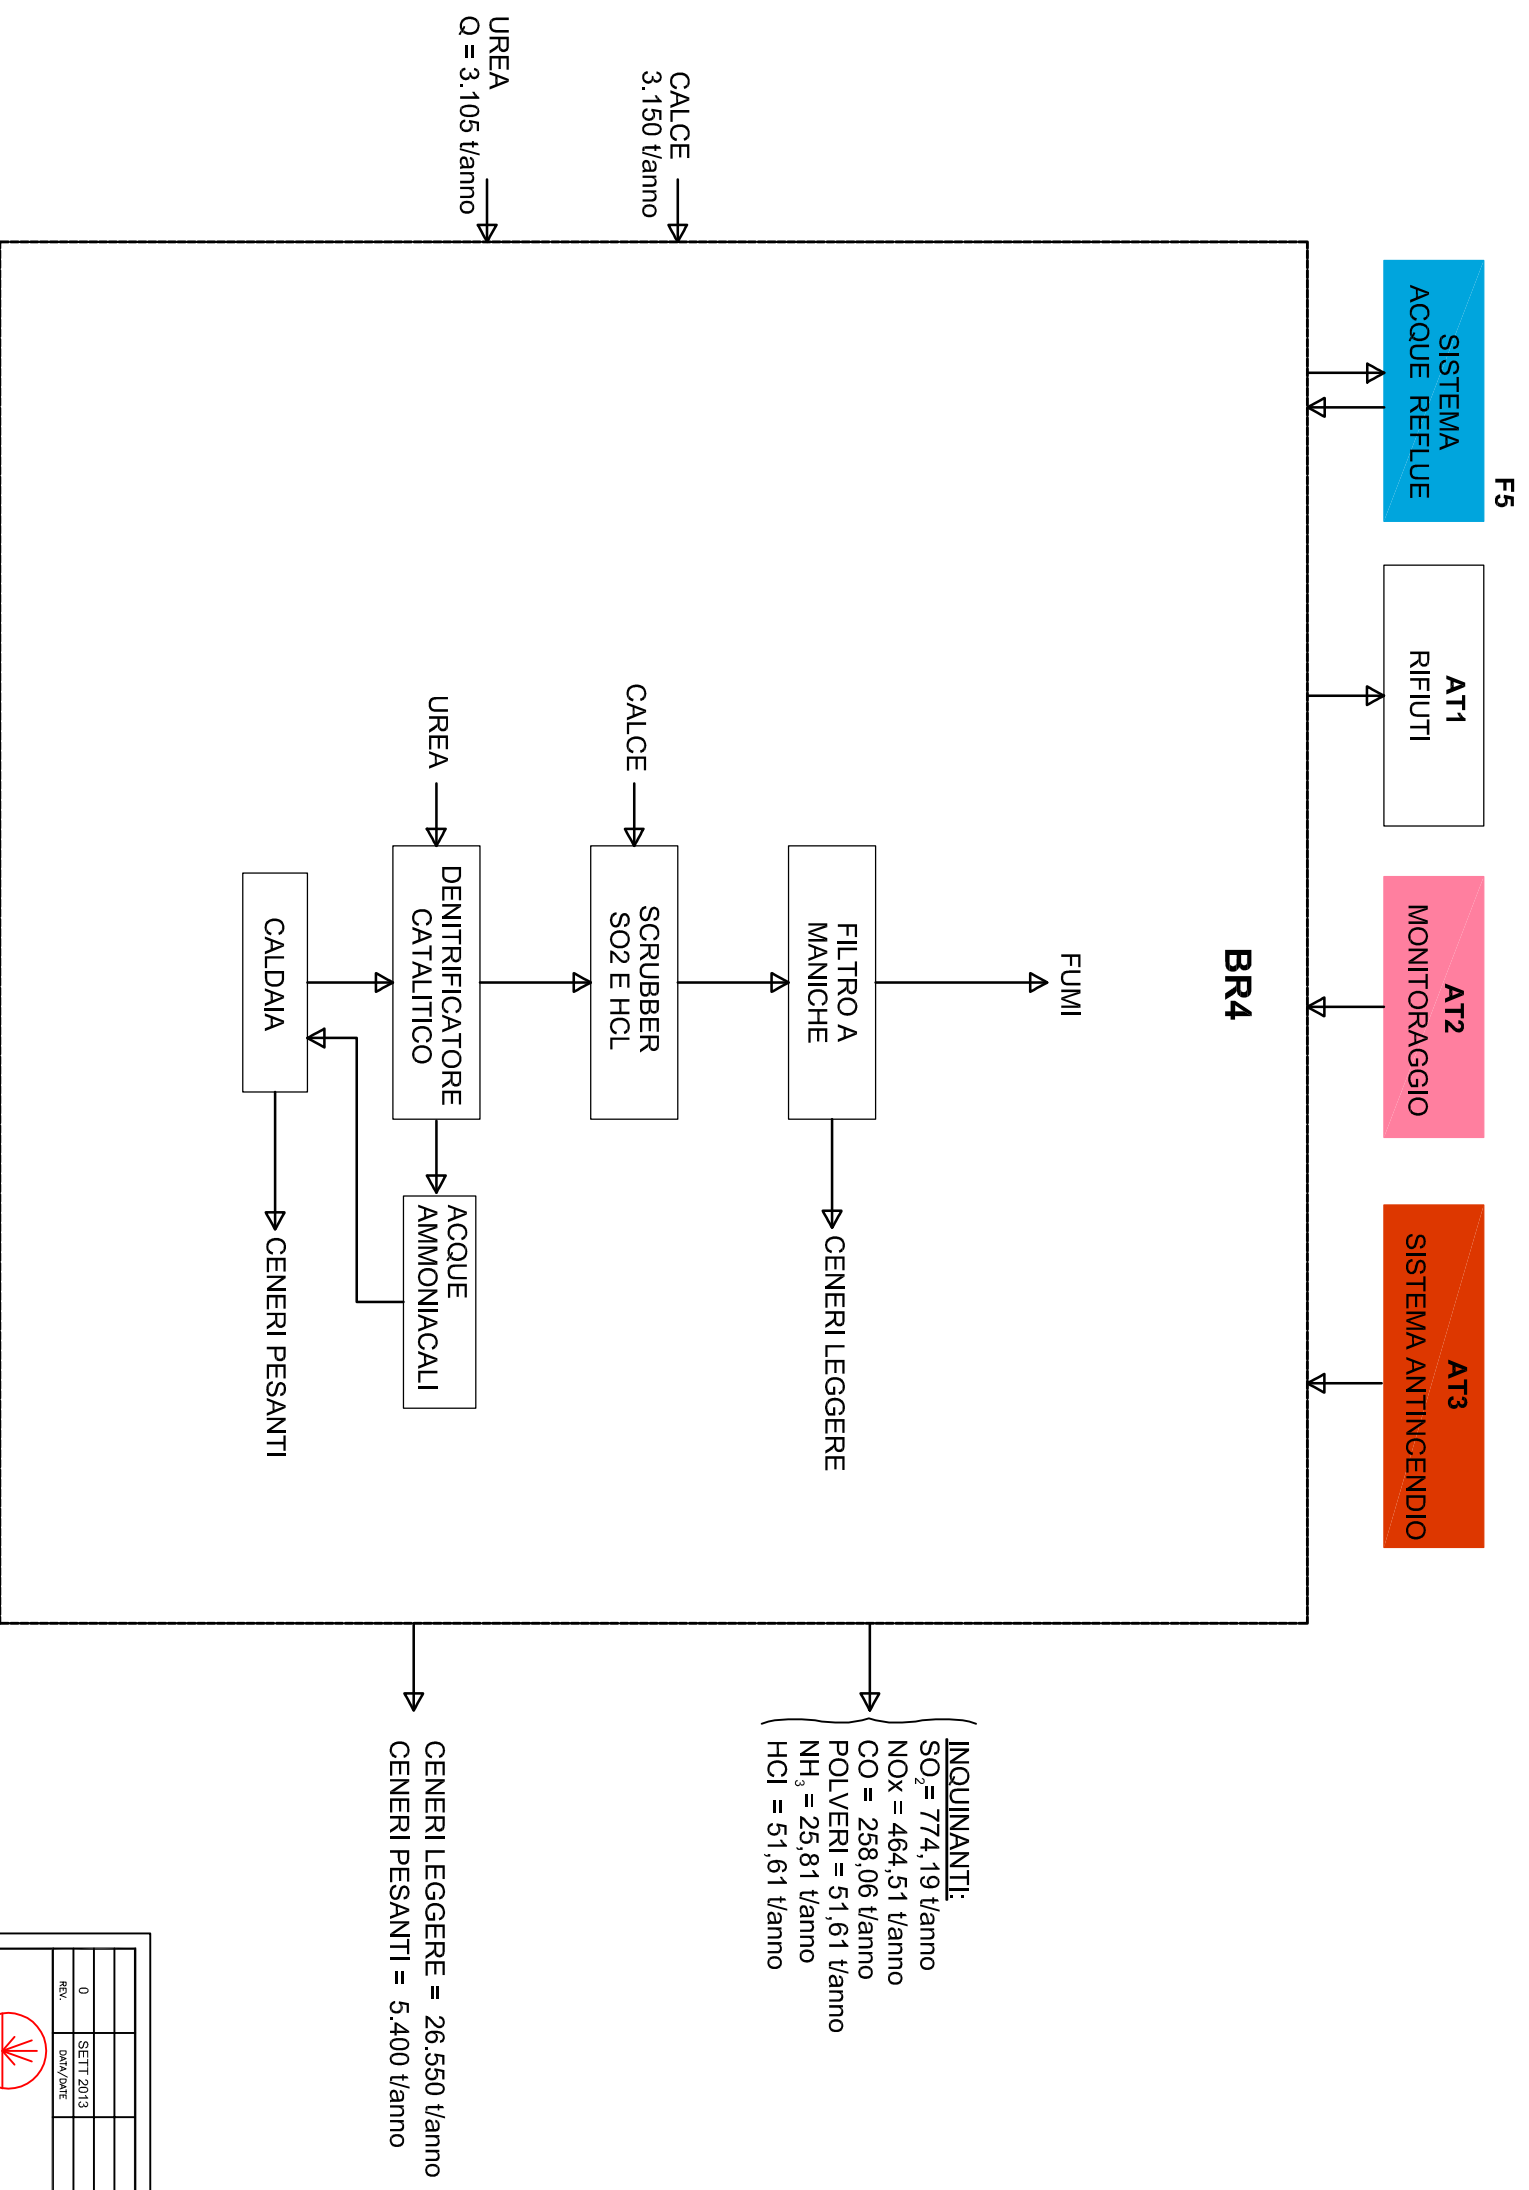 F5
SISTEMA
ACQUE REFLUE
AT1
RIFIUTI
AT2
MONITORAGGIO
AT3
SISTEMA ANTINCENDIO
BR4
CALCE
3.150 t/anno
UREA
Q = 3.105 t/anno
FUMI
FILTRO A
MANICHE
CENERI LEGGERE
CALCE
SCRUBBER
SO2 E HCL
UREA
DENITRIFICATORE
CATALITICO
ACQUE
AMMONIACALI
CALDAIA
CENERI PESANTI
INQUINANTI:
SO₂= 774,19 t/anno
NOx = 464,51 t/anno
CO = 258,06 t/anno
POLVERI = 51,61 t/anno
NH₃ = 25,81 t/anno
HCl = 51,61 t/anno
CENERI LEGGERE = 26.550 t/anno
CENERI PESANTI = 5.400 t/anno
0 SETT 2013
REV. DATA/DATE